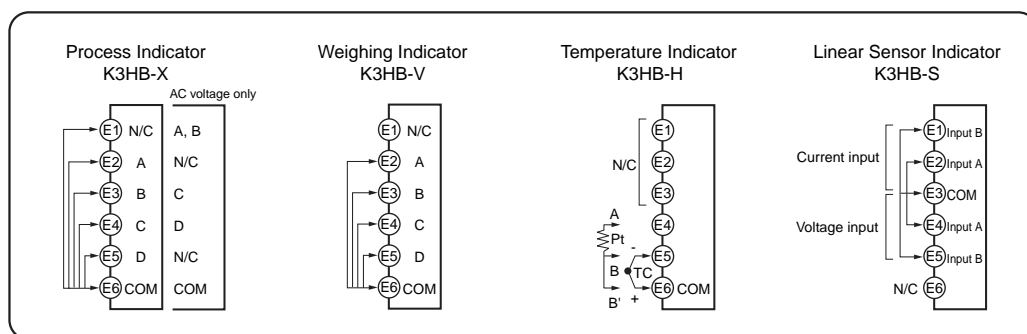 Process Indicator
K3HB-X
AC voltage only
E1 N/C A, B
E2 A N/C
E3 B C
E4 C D
E5 D N/C
E6 COM COM
Weighing Indicator
K3HB-V
E1 N/C
E2 A
E3 B
E4 C
E5 D
E6 COM
Temperature Indicator
K3HB-H
E1
N/C E2
E3
A E4
Pt
- E5
B TC
E6 COM
B' +
Linear Sensor Indicator
K3HB-S
E1 Input B
Current input
E2 Input A
E3 COM
Voltage input
E4 Input A
E5 Input B
N/C E6